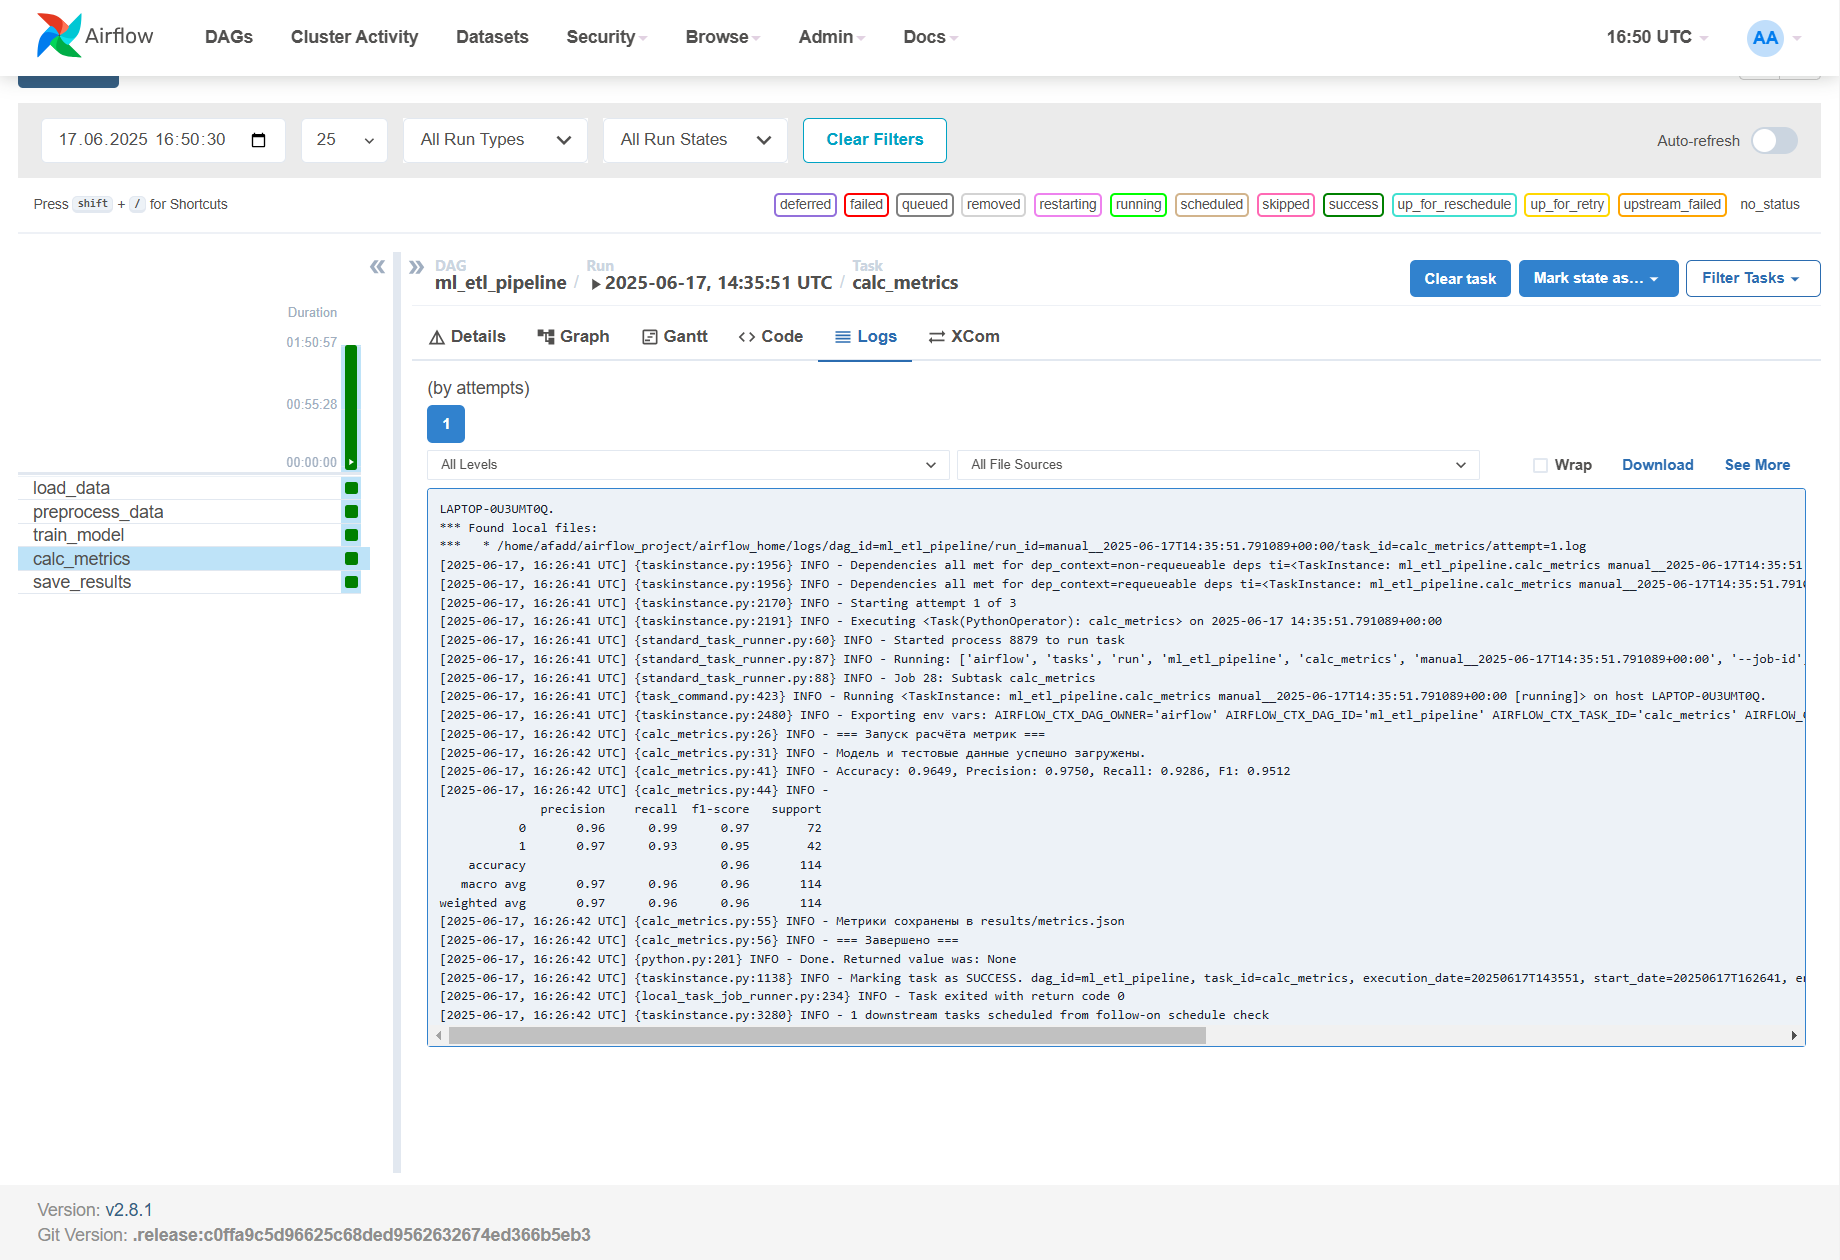 Airflow
DAGs Cluster Activity Datasets Security Browse Admin Docs 16:50 UTC AA
17.06.2025 16:50:30 25 All Run Types All Run States Clear Filters Auto-refresh
Press shift + / for Shortcuts deferred failed queued removed restarting running scheduled skipped success up_for_reschedule up_for_retry upstream_failed no_status
DAG Run Task
ml_etl_pipeline / 2025-06-17, 14:35:51 UTC / calc_metrics
Clear task Mark state as... Filter Tasks
Duration
01:50:57
00:55:28
00:00:00
load_data
preprocess_data
train_model
calc_metrics
save_results
Details Graph Gantt Code Logs XCom
(by attempts)
1
All Levels All File Sources Wrap Download See More
LAPTOP-0U3UMT0Q.
*** Found local files:
***   * /home/afadd/airflow_project/airflow_home/logs/dag_id=ml_etl_pipeline/run_id=manual__2025-06-17T14:35:51.791089+00:00/task_id=calc_metrics/attempt=1.log
[2025-06-17, 16:26:41 UTC] {taskinstance.py:1956} INFO - Dependencies all met for dep_context=non-requeueable deps ti=<TaskInstance: ml_etl_pipeline.calc_metrics manual__2025-06-17T14:35:51
[2025-06-17, 16:26:41 UTC] {taskinstance.py:1956} INFO - Dependencies all met for dep_context=requeueable deps ti=<TaskInstance: ml_etl_pipeline.calc_metrics manual__2025-06-17T14:35:51.791
[2025-06-17, 16:26:41 UTC] {taskinstance.py:2170} INFO - Starting attempt 1 of 3
[2025-06-17, 16:26:41 UTC] {taskinstance.py:2191} INFO - Executing <Task(PythonOperator): calc_metrics> on 2025-06-17 14:35:51.791089+00:00
[2025-06-17, 16:26:41 UTC] {standard_task_runner.py:60} INFO - Started process 8879 to run task
[2025-06-17, 16:26:41 UTC] {standard_task_runner.py:87} INFO - Running: ['airflow', 'tasks', 'run', 'ml_etl_pipeline', 'calc_metrics', 'manual__2025-06-17T14:35:51.791089+00:00', '--job-id'
[2025-06-17, 16:26:41 UTC] {standard_task_runner.py:88} INFO - Job 28: Subtask calc_metrics
[2025-06-17, 16:26:41 UTC] {task_command.py:423} INFO - Running <TaskInstance: ml_etl_pipeline.calc_metrics manual__2025-06-17T14:35:51.791089+00:00 [running]> on host LAPTOP-0U3UMT0Q.
[2025-06-17, 16:26:41 UTC] {taskinstance.py:2480} INFO - Exporting env vars: AIRFLOW_CTX_DAG_OWNER='airflow' AIRFLOW_CTX_DAG_ID='ml_etl_pipeline' AIRFLOW_CTX_TASK_ID='calc_metrics' AIRFLOW_
[2025-06-17, 16:26:42 UTC] {calc_metrics.py:26} INFO - === Запуск расчёта метрик ===
[2025-06-17, 16:26:42 UTC] {calc_metrics.py:31} INFO - Модель и тестовые данные успешно загружены.
[2025-06-17, 16:26:42 UTC] {calc_metrics.py:41} INFO - Accuracy: 0.9649, Precision: 0.9750, Recall: 0.9286, F1: 0.9512
[2025-06-17, 16:26:42 UTC] {calc_metrics.py:44} INFO -
precision recall f1-score support
0 0.96 0.99 0.97 72
1 0.97 0.93 0.95 42
accuracy 0.96 114
macro avg 0.97 0.96 0.96 114
weighted avg 0.97 0.96 0.96 114
[2025-06-17, 16:26:42 UTC] {calc_metrics.py:55} INFO - Метрики сохранены в results/metrics.json
[2025-06-17, 16:26:42 UTC] {calc_metrics.py:56} INFO - === Завершено ===
[2025-06-17, 16:26:42 UTC] {python.py:201} INFO - Done. Returned value was: None
[2025-06-17, 16:26:42 UTC] {taskinstance.py:1138} INFO - Marking task as SUCCESS. dag_id=ml_etl_pipeline, task_id=calc_metrics, execution_date=20250617T143551, start_date=20250617T162641,
[2025-06-17, 16:26:42 UTC] {local_task_job_runner.py:234} INFO - Task exited with return code 0
[2025-06-17, 16:26:42 UTC] {taskinstance.py:3280} INFO - 1 downstream tasks scheduled from follow-on schedule check
Version: v2.8.1
Git Version: .release:c0ffa9c5d96625c68ded9562632674ed366b5eb3